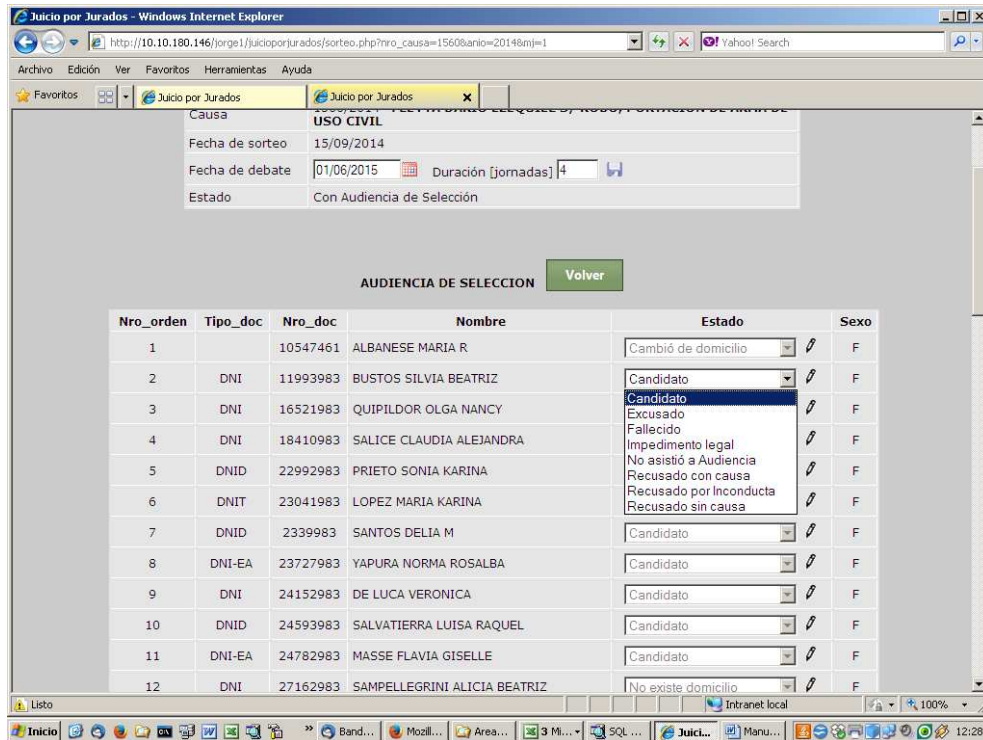 Juicio por Jurados - Windows Internet Explorer
http://10.10.180.146/jorge1/juicioporjurados/sorteo.php?nro_causa=1560&anio=2014&mj=1
Yahoo! Search
Archivo Edición Ver Favoritos Herramientas Ayuda
Favoritos Juicio por Jurados Juicio por Jurados
Causa
USO CIVIL
Fecha de sorteo 15/09/2014
Fecha de debate 01/06/2015 Duración [jornadas] 4
Estado Con Audiencia de Selección
AUDIENCIA DE SELECCION Volver
Nro_orden Tipo_doc Nro_doc Nombre Estado Sexo
1 10547461 ALBANESE MARIA R Cambió de domicilio F
2 DNI 11993983 BUSTOS SILVIA BEATRIZ Candidato F
Candidato
3 DNI 16521983 QUIPILDOR OLGA NANCY Excusado F
Fallecido
4 DNI 18410983 SALICE CLAUDIA ALEJANDRA Impedimento legal F
No asistió a Audiencia
5 DNID 22992983 PRIETO SONIA KARINA Recusado con causa F
Recusado por Inconducta
6 DNIT 23041983 LOPEZ MARIA KARINA Recusado sin causa F
7 DNID 2339983 SANTOS DELIA M Candidato F
8 DNI-EA 23727983 YAPURA NORMA ROSALBA Candidato F
9 DNI 24152983 DE LUCA VERONICA Candidato F
10 DNID 24593983 SALVATIERRA LUISA RAQUEL Candidato F
11 DNI-EA 24782983 MASSE FLAVIA GISELLE Candidato F
12 DNI 27162983 SAMPELLEGRINI ALICIA BEATRIZ No existe domicilio F
Listo Intranet local 100%
Inicio Band... Mozill... Area... 3 Mi... SQL ... Juici... Manu... 12:28